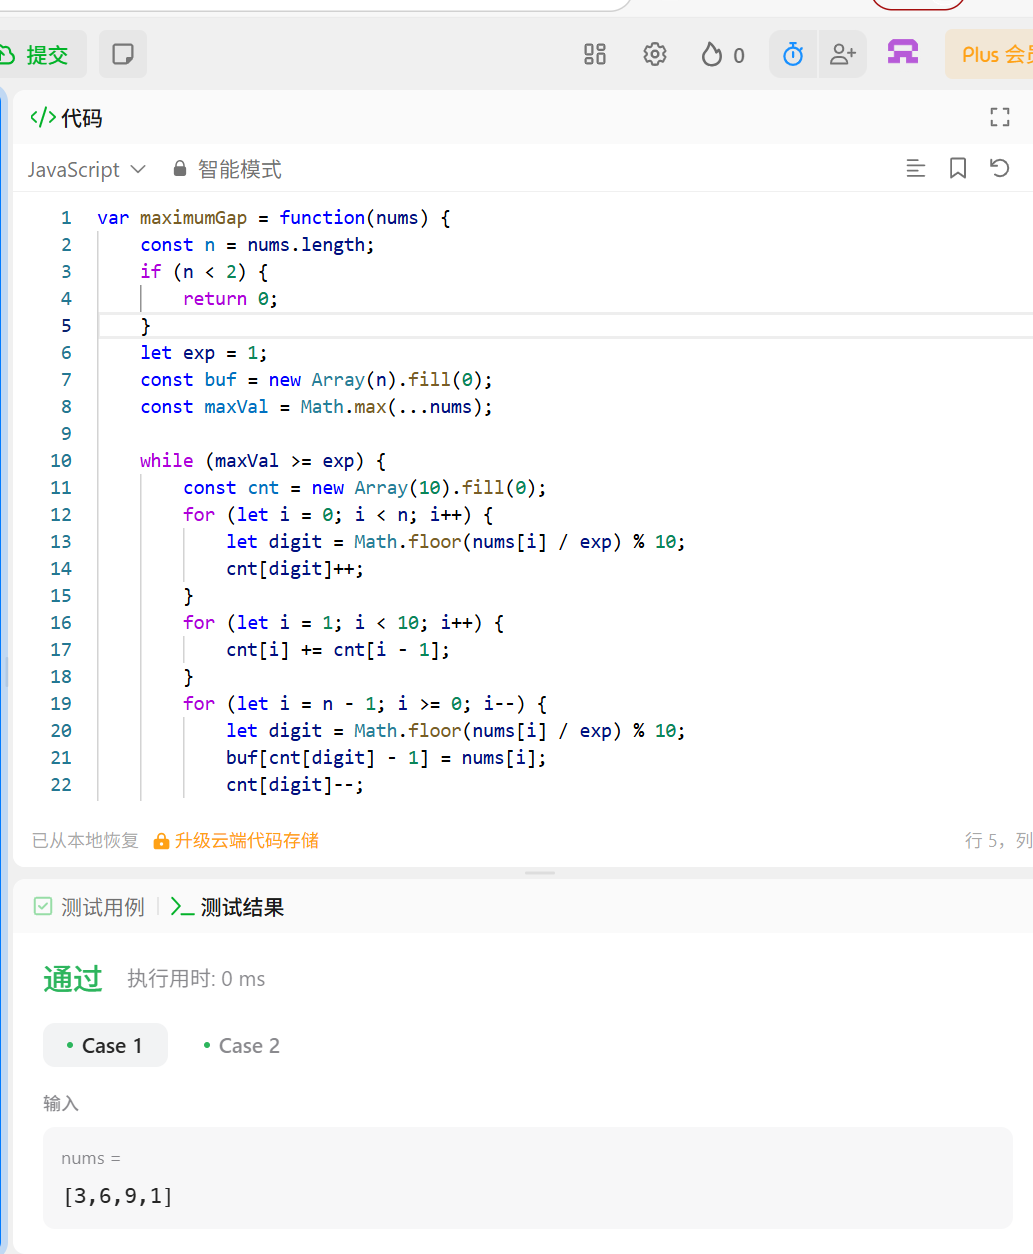 提交
0
Plus 会
</> 代码
JavaScript 智能模式
1 var maximumGap = function(nums) {
2     const n = nums.length;
3     if (n < 2) {
4         return 0;
5     }
6     let exp = 1;
7     const buf = new Array(n).fill(0);
8     const maxVal = Math.max(...nums);
9
10     while (maxVal >= exp) {
11         const cnt = new Array(10).fill(0);
12         for (let i = 0; i < n; i++) {
13             let digit = Math.floor(nums[i] / exp) % 10;
14             cnt[digit]++;
15         }
16         for (let i = 1; i < 10; i++) {
17             cnt[i] += cnt[i - 1];
18         }
19         for (let i = n - 1; i >= 0; i--) {
20             let digit = Math.floor(nums[i] / exp) % 10;
21             buf[cnt[digit] - 1] = nums[i];
22             cnt[digit]--;
已从本地恢复 升级云端代码存储 行 5，列
测试用例 测试结果
通过 执行用时: 0 ms
Case 1 Case 2
输入
nums =
[3,6,9,1]